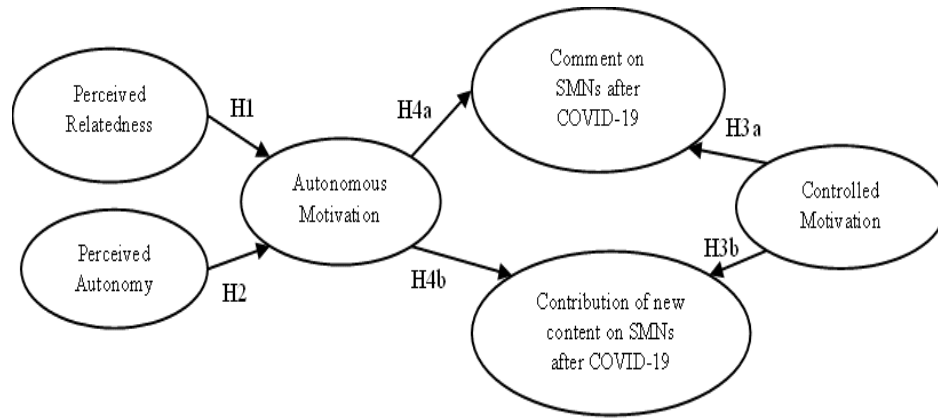 Perceived
Relatedness
H1
Perceived
Autonomy
H2
Autonomous
Motivation
H4a
H4b
Comment on
SMNs after
COVID-19
Contribution of new
content on SMNs
after COVID-19
H3a
H3b
Controlled
Motivation